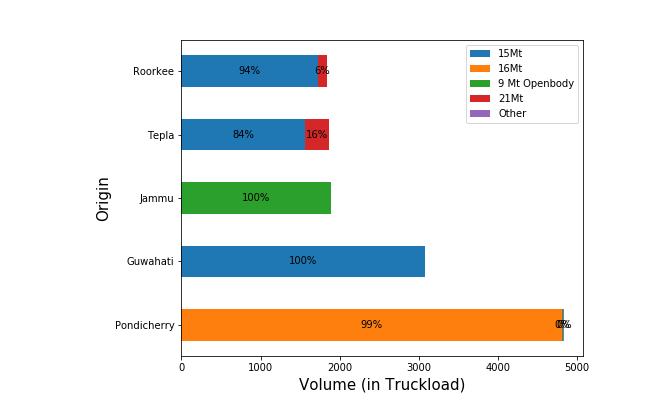 Origin
Roorkee
94%
6%
Tepla
84%
16%
Jammu
100%
Guwahati
100%
Pondicherry
99%
0%
0 1000 2000 3000 4000 5000
Volume (in Truckload)
15Mt
16Mt
9 Mt Openbody
21Mt
Other